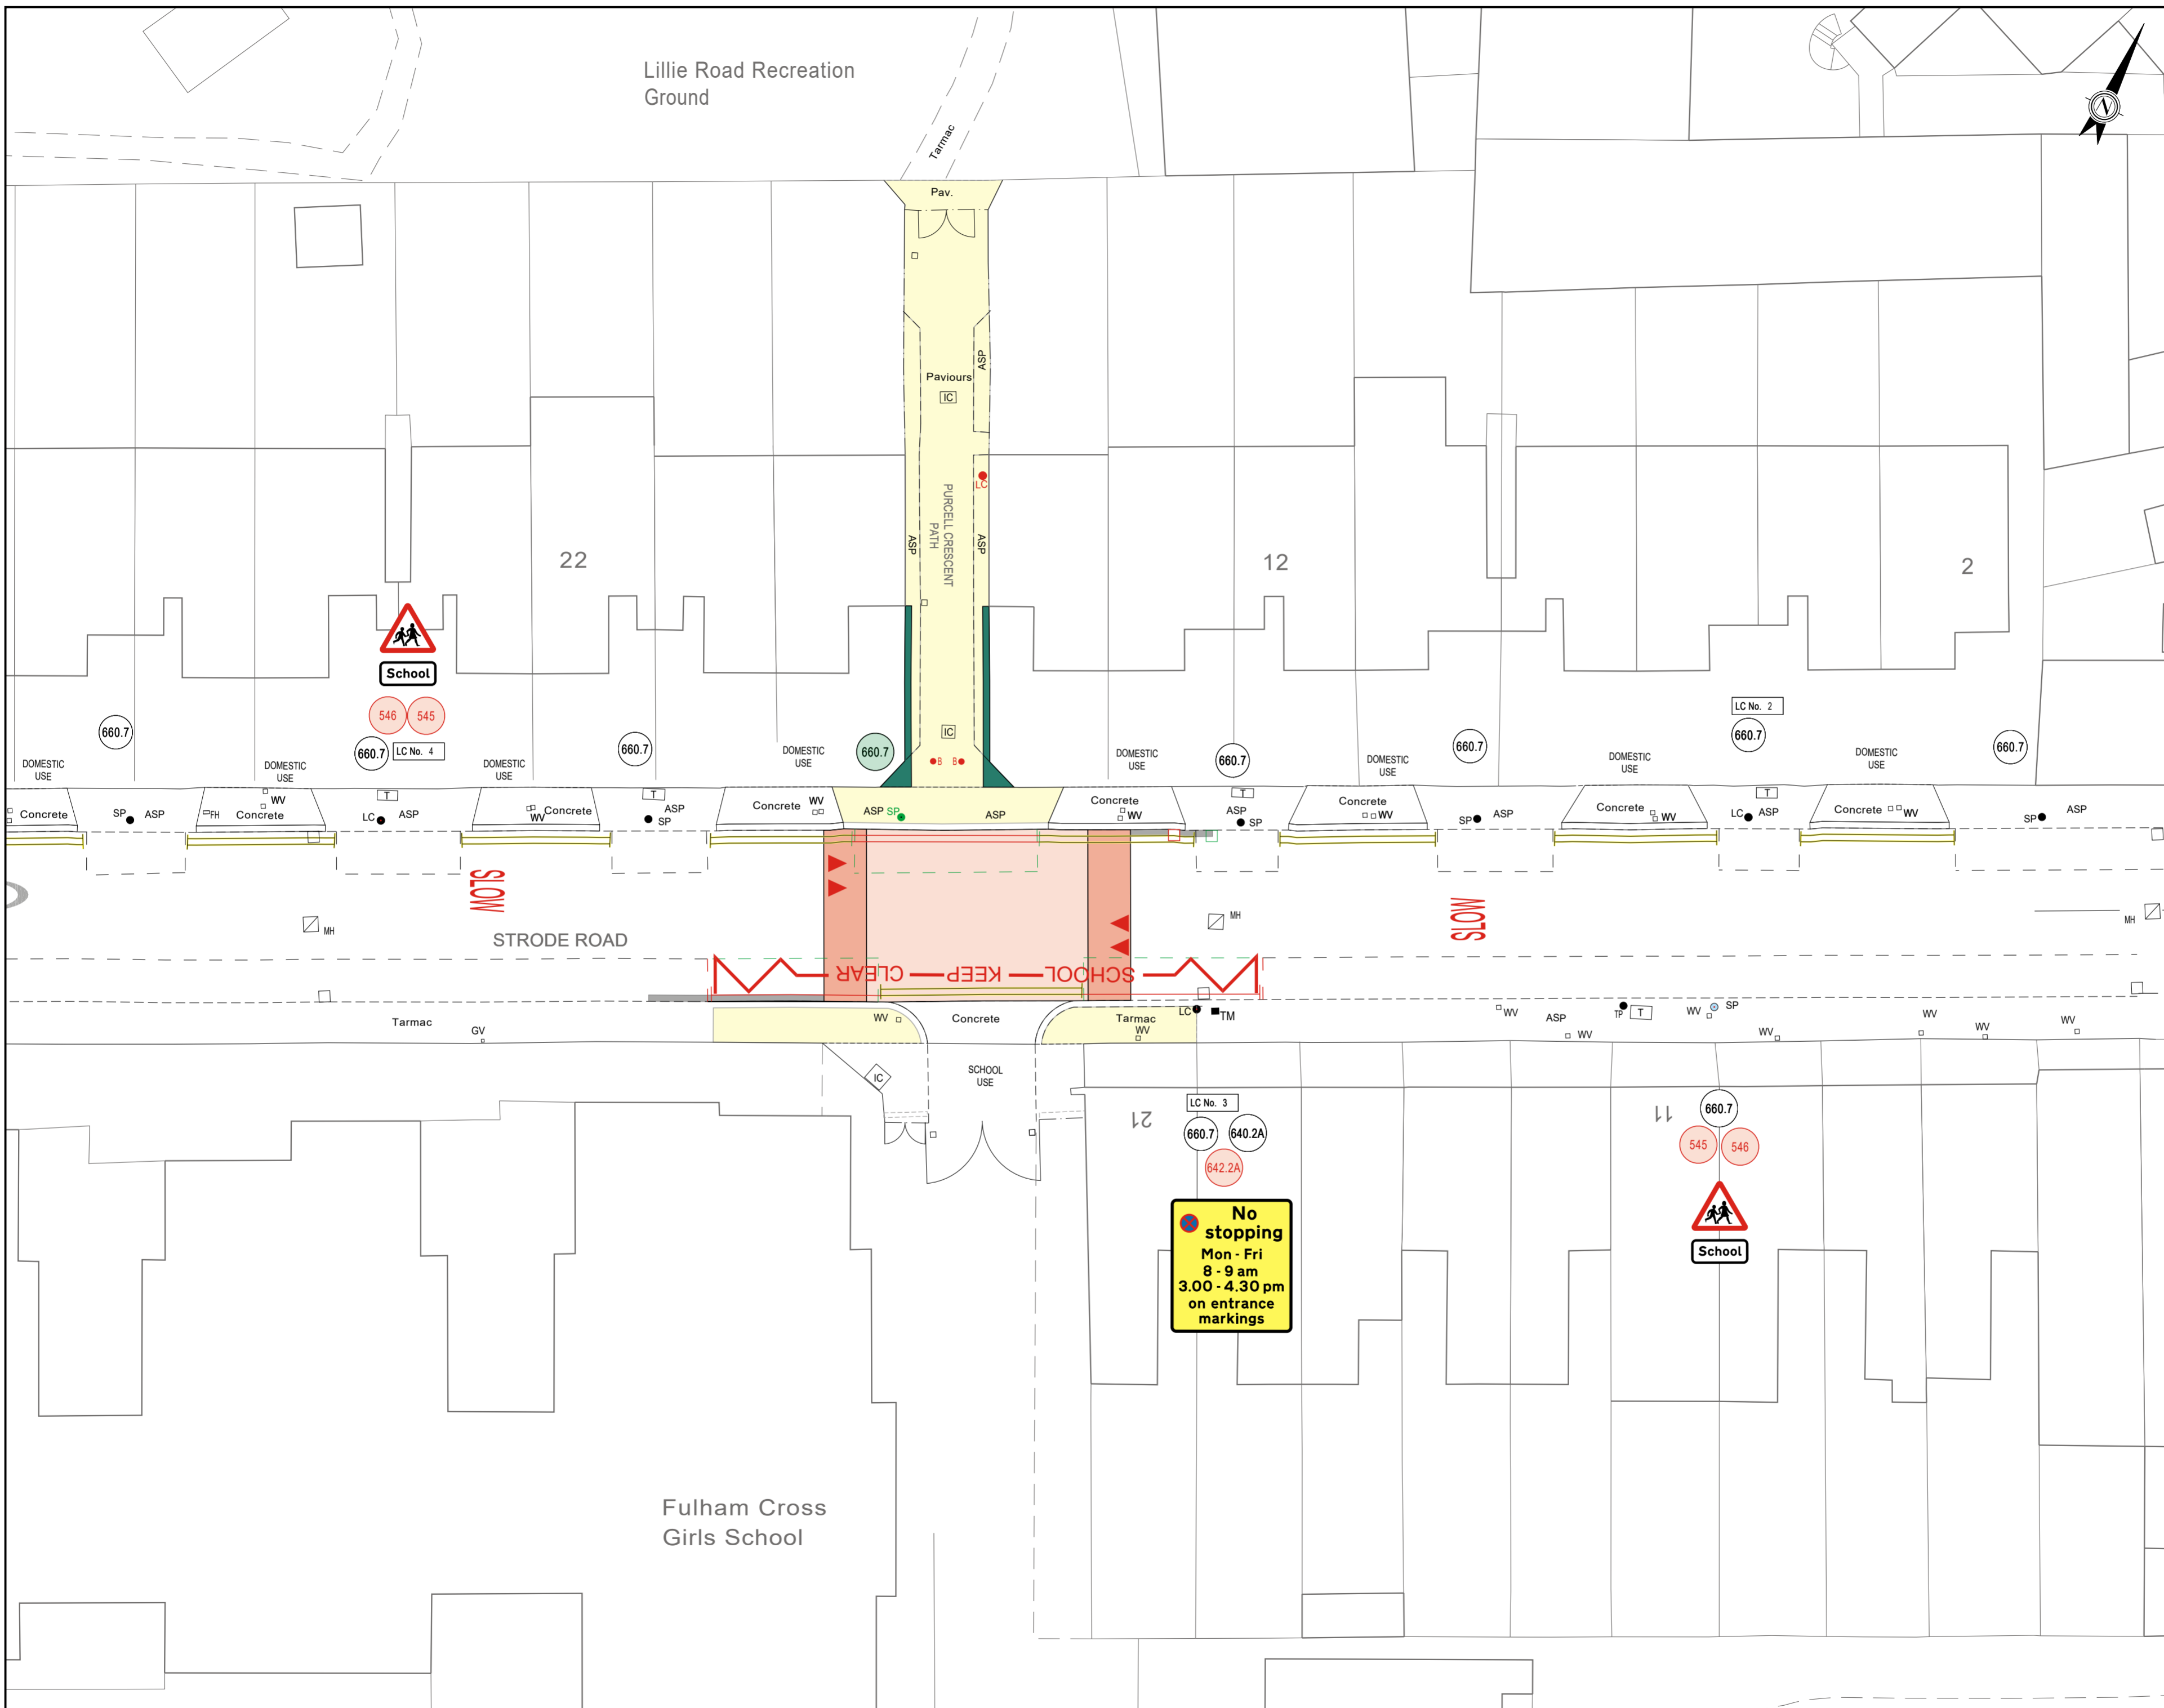 Lillie Road Recreation
Ground
Tarmac
N
Pav.
Paviours
ASP
IC
LC
PURCELL CRESCENT
PATH
ASP
ASP
22
12
2
School
546
545
660.7
660.7
LC No. 4
660.7
660.7
660.7
660.7
LC No. 2
660.7
660.7
IC
B
B
DOMESTIC
USE
DOMESTIC
USE
DOMESTIC
USE
DOMESTIC
USE
DOMESTIC
USE
DOMESTIC
USE
DOMESTIC
USE
DOMESTIC
USE
Concrete
SP
ASP
FH
WV
Concrete
T
LC
ASP
WV
Concrete
T
ASP
SP
Concrete
WV
ASP
SP
ASP
Concrete
WV
T
ASP
SP
Concrete
WV
SP
ASP
Concrete
WV
T
LC
ASP
Concrete
WV
SP
ASP
SLOW
SLOW
MH
MH
MH
STRODE ROAD
SCHOOL KEEP CLEAR
Tarmac
GV
WV
Concrete
Tarmac
WV
LC
TM
WV
ASP
WV
TP
T
WV
SP
WV
WV
WV
WV
IC
SCHOOL
USE
21
LC No. 3
660.7
640.2A
642.2A
11
660.7
545
546
School
No
stopping
Mon - Fri
8 - 9 am
3.00 - 4.30 pm
on entrance
markings
Fulham Cross
Girls School